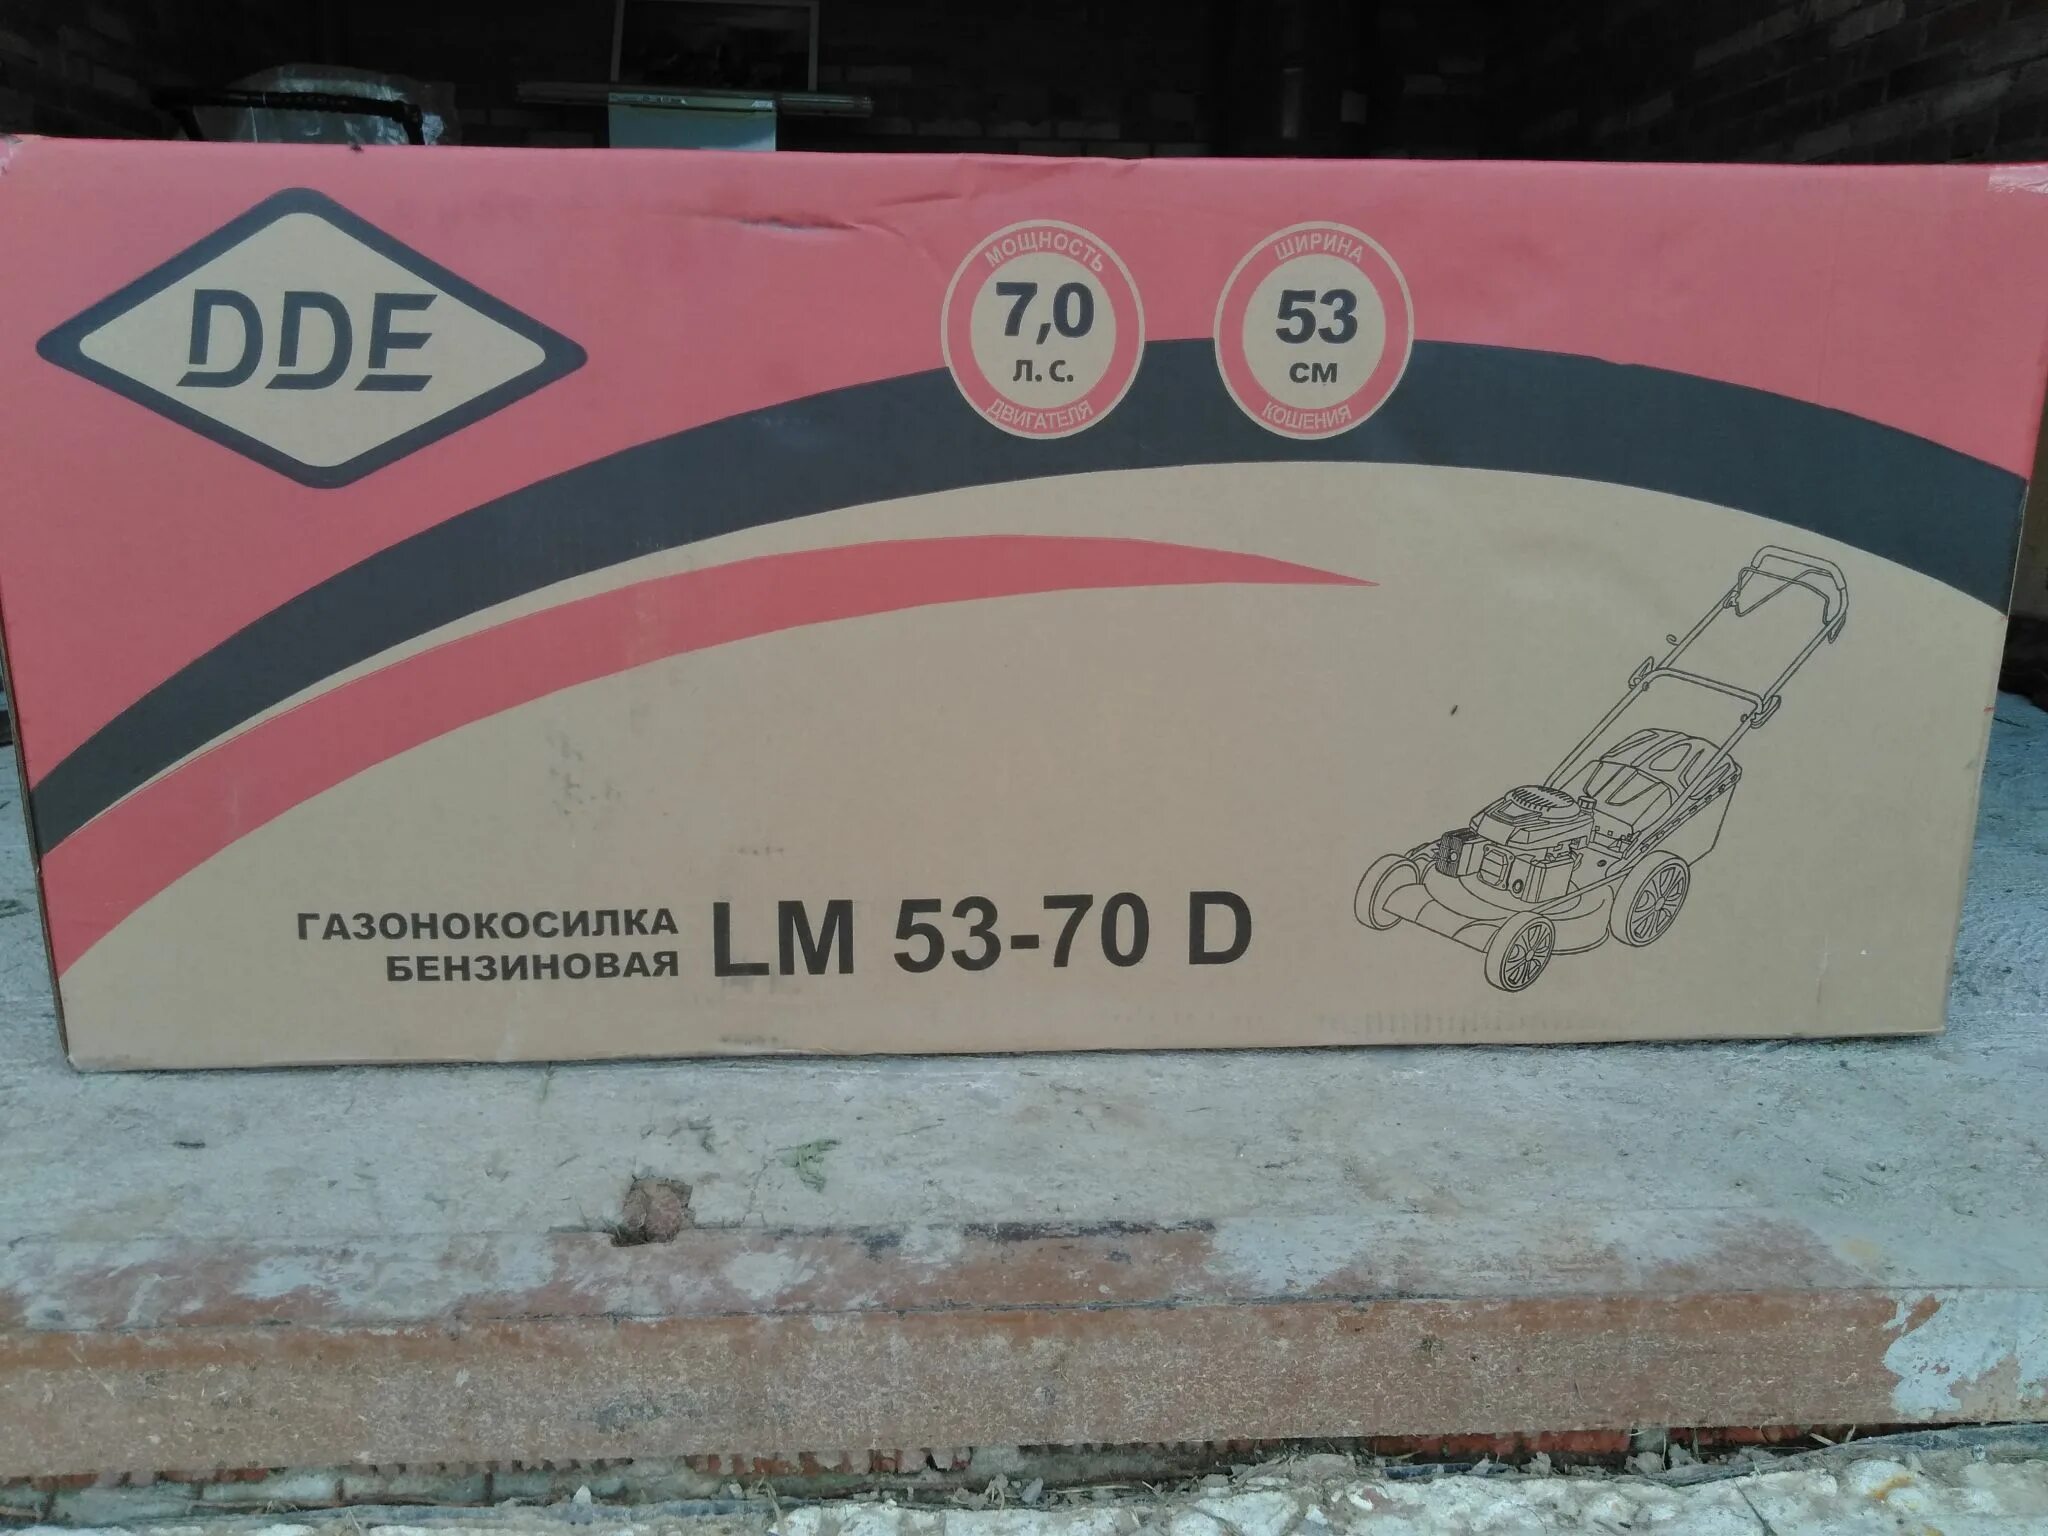 DDE
МОЩНОСТЬ
7,0
Л. С.
ДВИГАТЕЛЯ
ШИРИНА
53
СМ
КОШЕНИЯ
ГАЗОНОКОСИЛКА
БЕНЗИНОВАЯ
LM 53-70 D